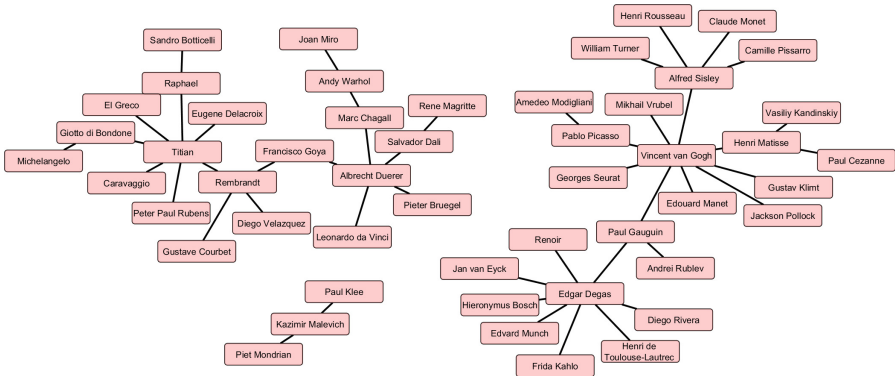 Henri Rousseau
Claude Monet
Sandro Botticelli
Joan Miro
William Turner
Camille Pissarro
Raphael
Andy Warhol
Alfred Sisley
El Greco
Eugene Delacroix
Marc Chagall
Rene Magritte
Amedeo Modigliani
Mikhail Vrubel
Vasiliy Kandinskiy
Giotto di Bondone
Salvador Dali
Pablo Picasso
Henri Matisse
Michelangelo
Titian
Francisco Goya
Vincent van Gogh
Paul Cezanne
Caravaggio
Rembrandt
Albrecht Duerer
Georges Seurat
Gustav Klimt
Peter Paul Rubens
Pieter Bruegel
Edouard Manet
Jackson Pollock
Diego Velazquez
Leonardo da Vinci
Paul Gauguin
Gustave Courbet
Renoir
Andrei Rublev
Jan van Eyck
Paul Klee
Edgar Degas
Hieronymus Bosch
Kazimir Malevich
Diego Rivera
Edvard Munch
Piet Mondrian
Henri de
Toulouse-Lautrec
Frida Kahlo